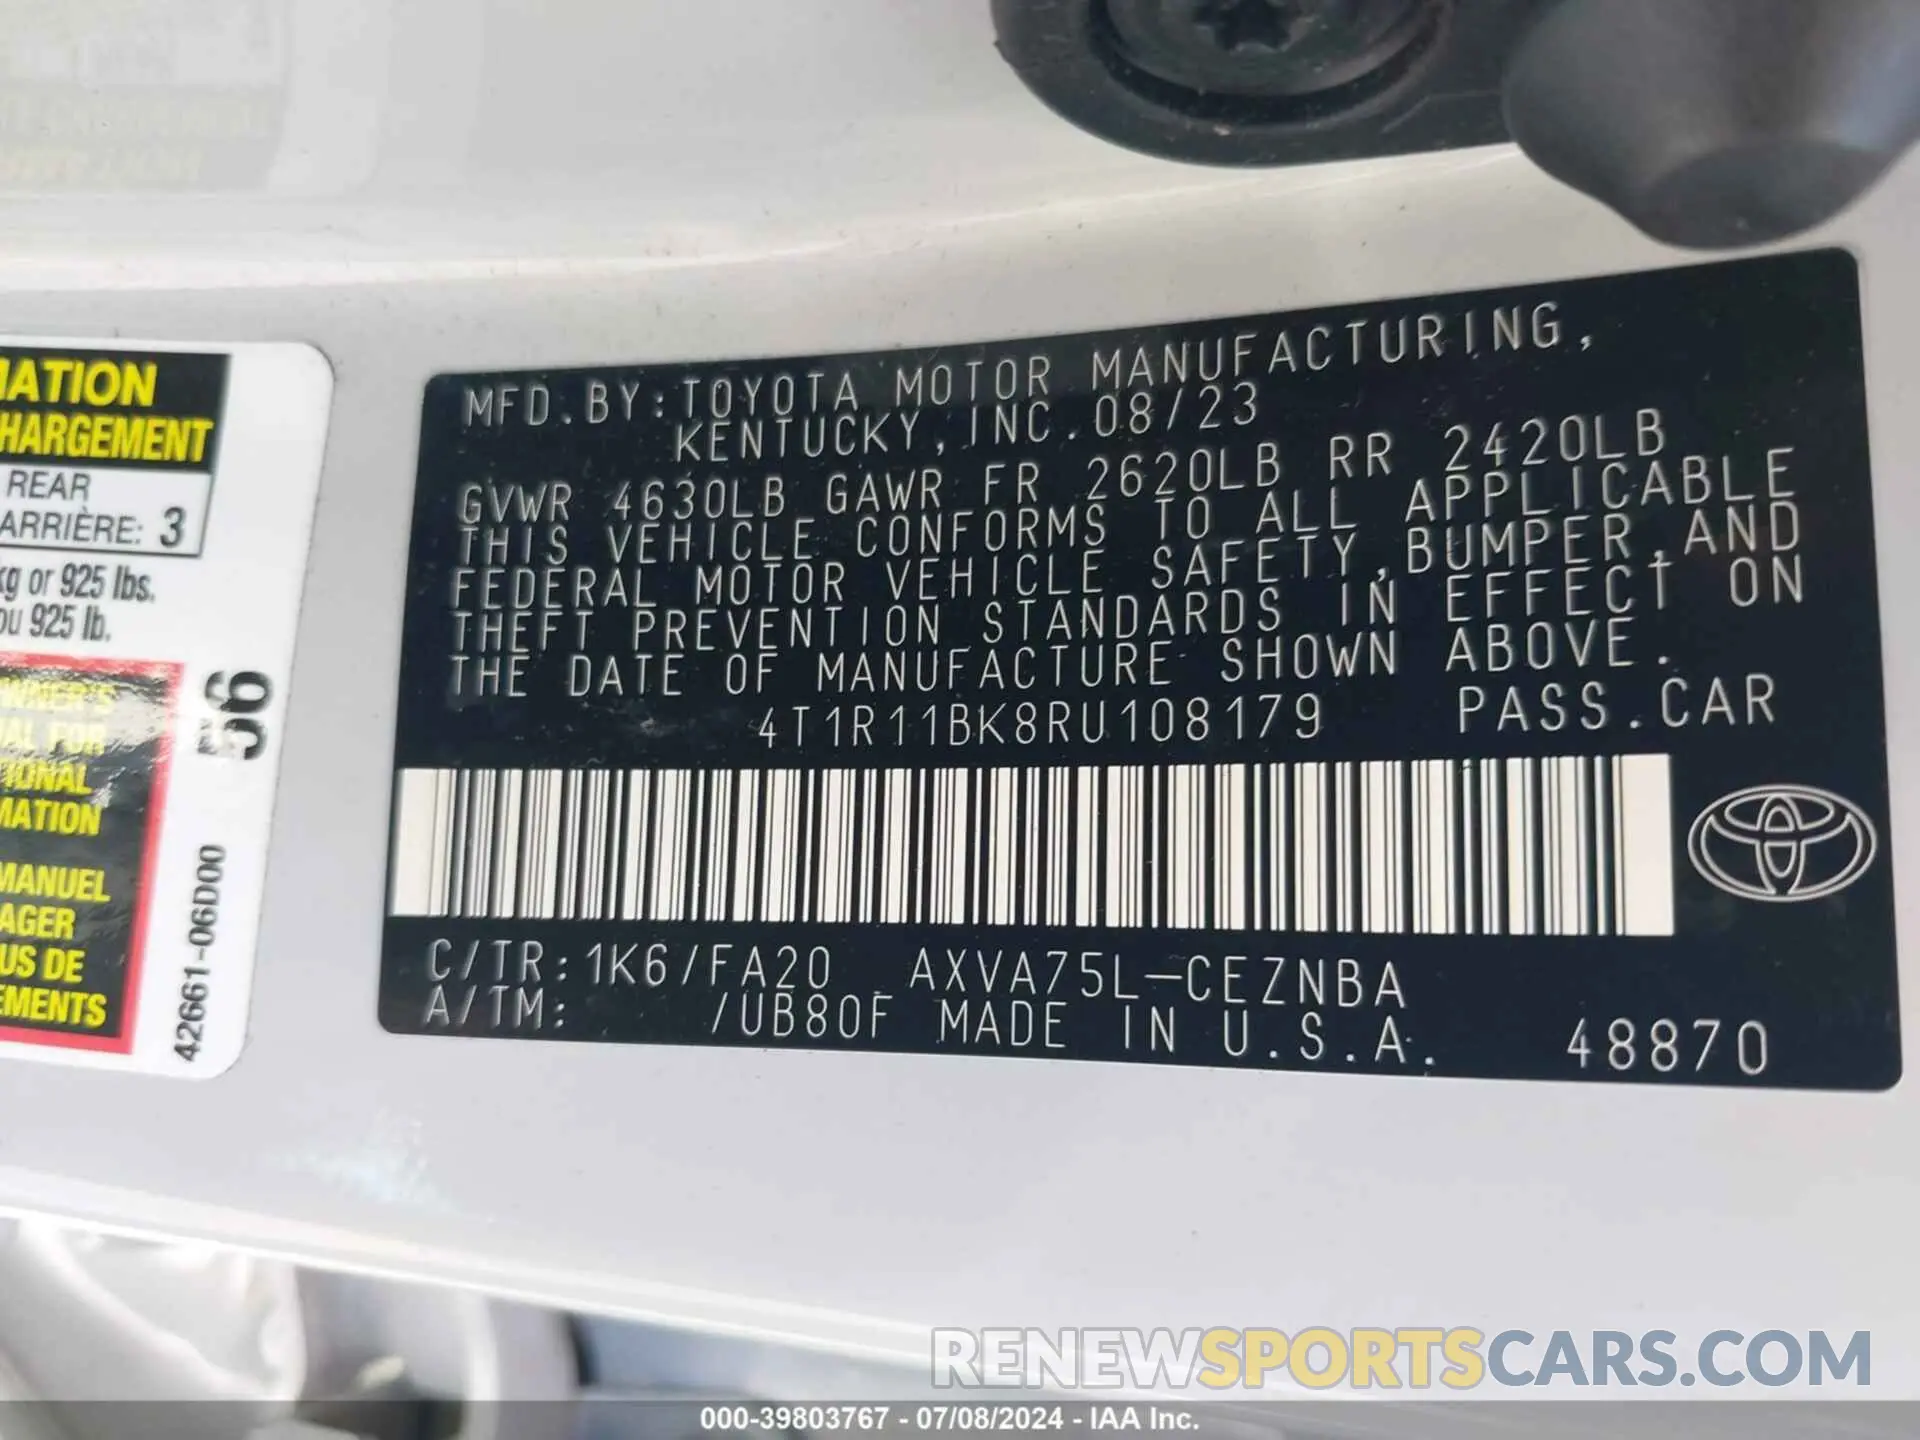 MATION
HARGEMENT
REAR
ARRIÈRE: 3
kg or 925 lbs.
ou 925 lb.
56
OWNER'S
FOR
MATION
MANUEL
US DE
42661-06D00
MFD. BY: TOYOTA MOTOR MANUFACTURING,
KENTUCKY, INC. 08/23
GVWR 4630LB GAWR FR 2620LB RR 2420LB
THIS VEHICLE CONFORMS TO ALL APPLICABLE
FEDERAL MOTOR VEHICLE SAFETY, BUMPER, AND
THEFT PREVENTION STANDARDS IN EFFECT ON
THE DATE OF MANUFACTURE SHOWN ABOVE.
4T1R11BK8RU108179 PASS. CAR
C/TR: 1K6/FA20 AXVA75L-CEZNBA
A/TM: /UB80F MADE IN U.S.A. 48870
RENEWSPORTSCARS.COM
000-39803767 - 07/08/2024 - IAA Inc.